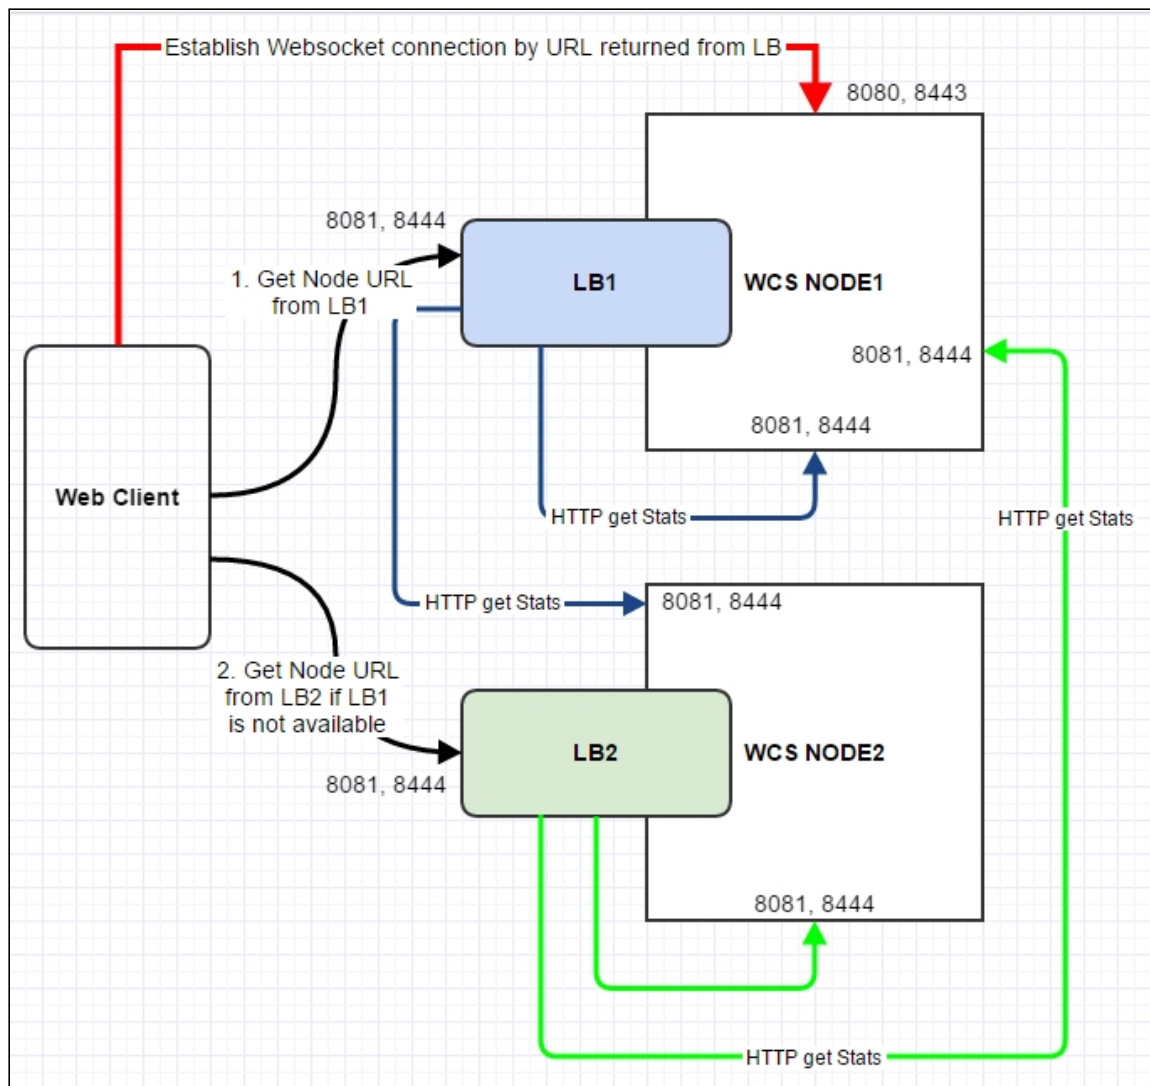 Establish Websocket connection by URL returned from LB
8080, 8443
8081, 8444
1. Get Node URL
from LB1
LB1
WCS NODE1
8081, 8444
8081, 8444
Web Client
HTTP get Stats
HTTP get Stats
HTTP get Stats
8081, 8444
2. Get Node URL
from LB2 if LB1
is not available
LB2
WCS NODE2
8081, 8444
8081, 8444
HTTP get Stats